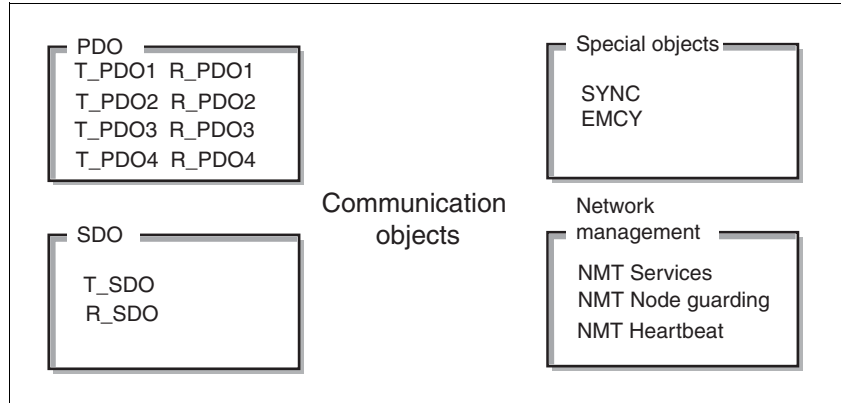 PDO
T_PDO1 R_PDO1
T_PDO2 R_PDO2
T_PDO3 R_PDO3
T_PDO4 R_PDO4
Special objects
SYNC
EMCY
Communication
objects
SDO
T_SDO
R_SDO
Network
management
NMT Services
NMT Node guarding
NMT Heartbeat